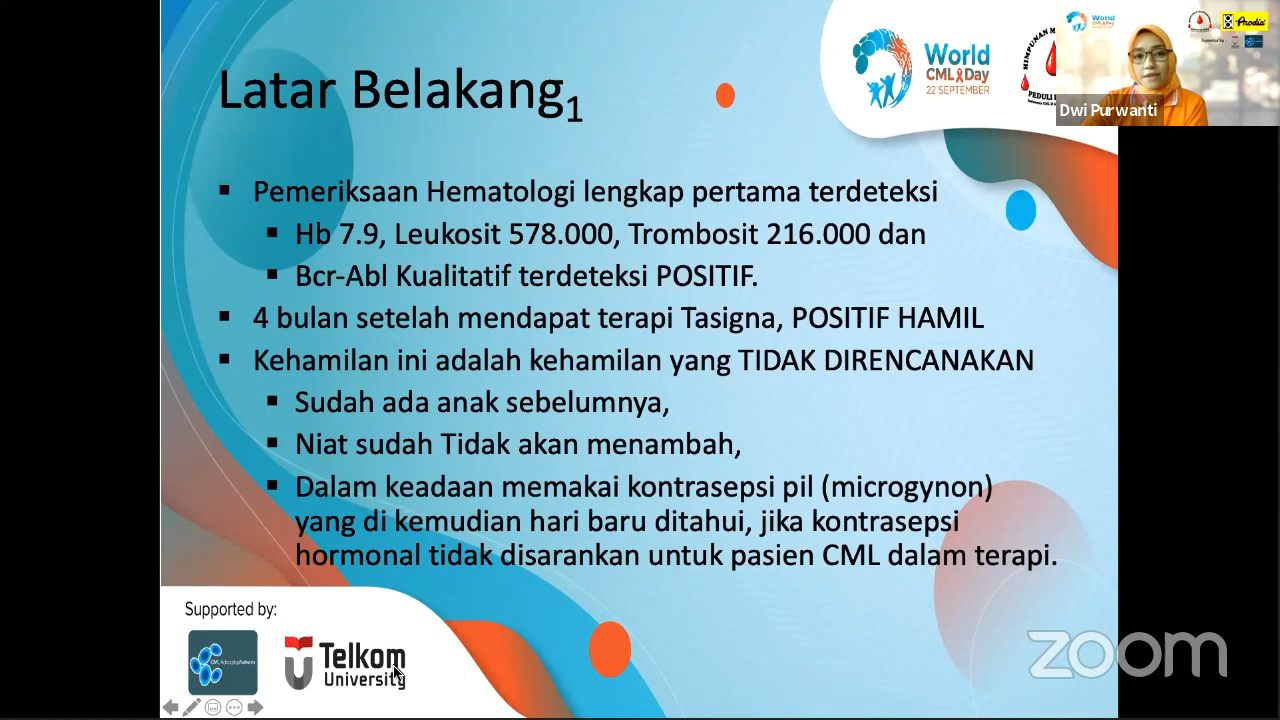 Latar Belakang1
World
CML Day
22 SEPTEMBER
HIMPUNAN
PEDULI
World
Prodia
Dwi Purwanti
▪ Pemeriksaan Hematologi lengkap pertama terdeteksi
▪ Hb 7.9, Leukosit 578.000, Trombosit 216.000 dan
▪ Bcr-Abl Kualitatif terdeteksi POSITIF.
▪ 4 bulan setelah mendapat terapi Tasigna, POSITIF HAMIL
▪ Kehamilan ini adalah kehamilan yang TIDAK DIRENCANAKAN
▪ Sudah ada anak sebelumnya,
▪ Niat sudah Tidak akan menambah,
▪ Dalam keadaan memakai kontrasepsi pil (microgynon)
yang di kemudian hari baru ditahui, jika kontrasepsi
hormonal tidak disarankan untuk pasien CML dalam terapi.
Supported by:
Telkom
University
zoom